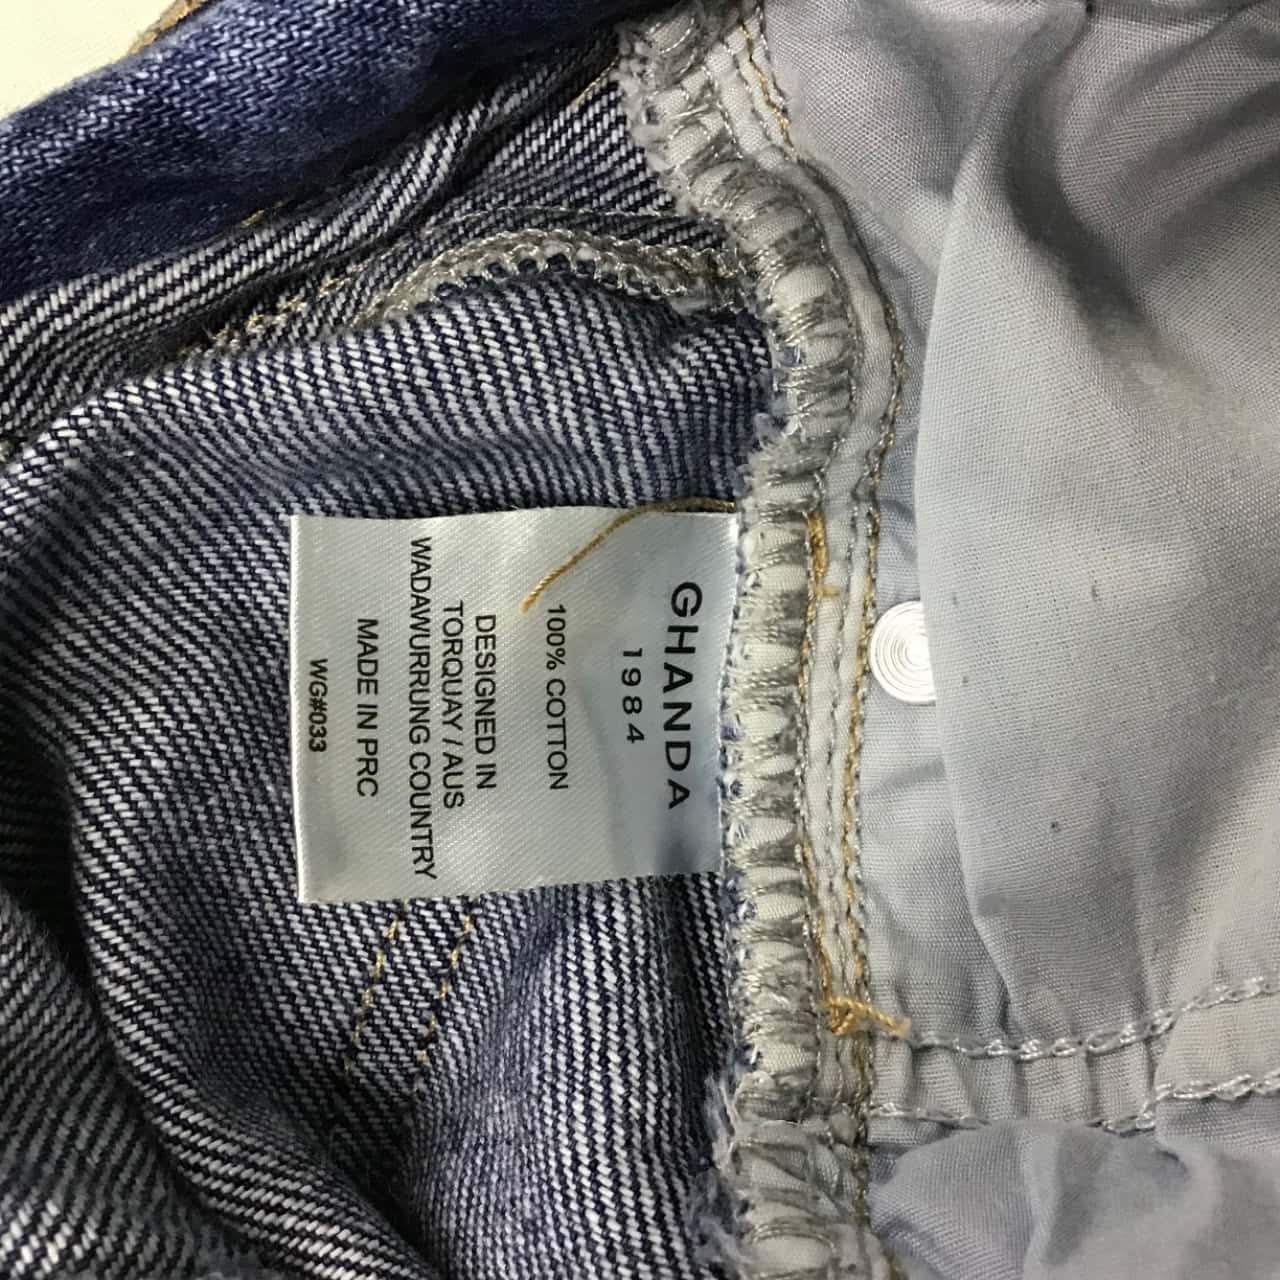 GHANDA
1984
100% COTTON
DESIGNED IN
TORQUAY / AUS
WADAWURRUNG COUNTRY
MADE IN PRC
WG#033